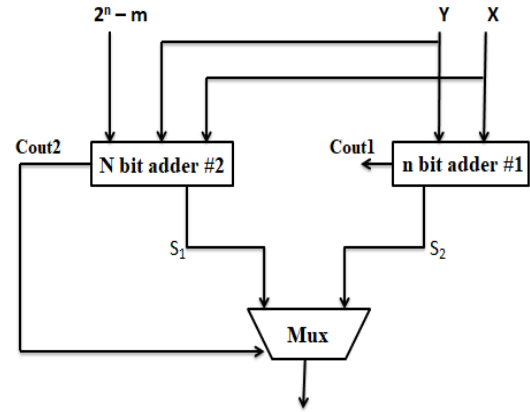 2ⁿ – m
Y
X
Cout2
N bit adder #2
Cout1
n bit adder #1
S₁
S₂
Mux